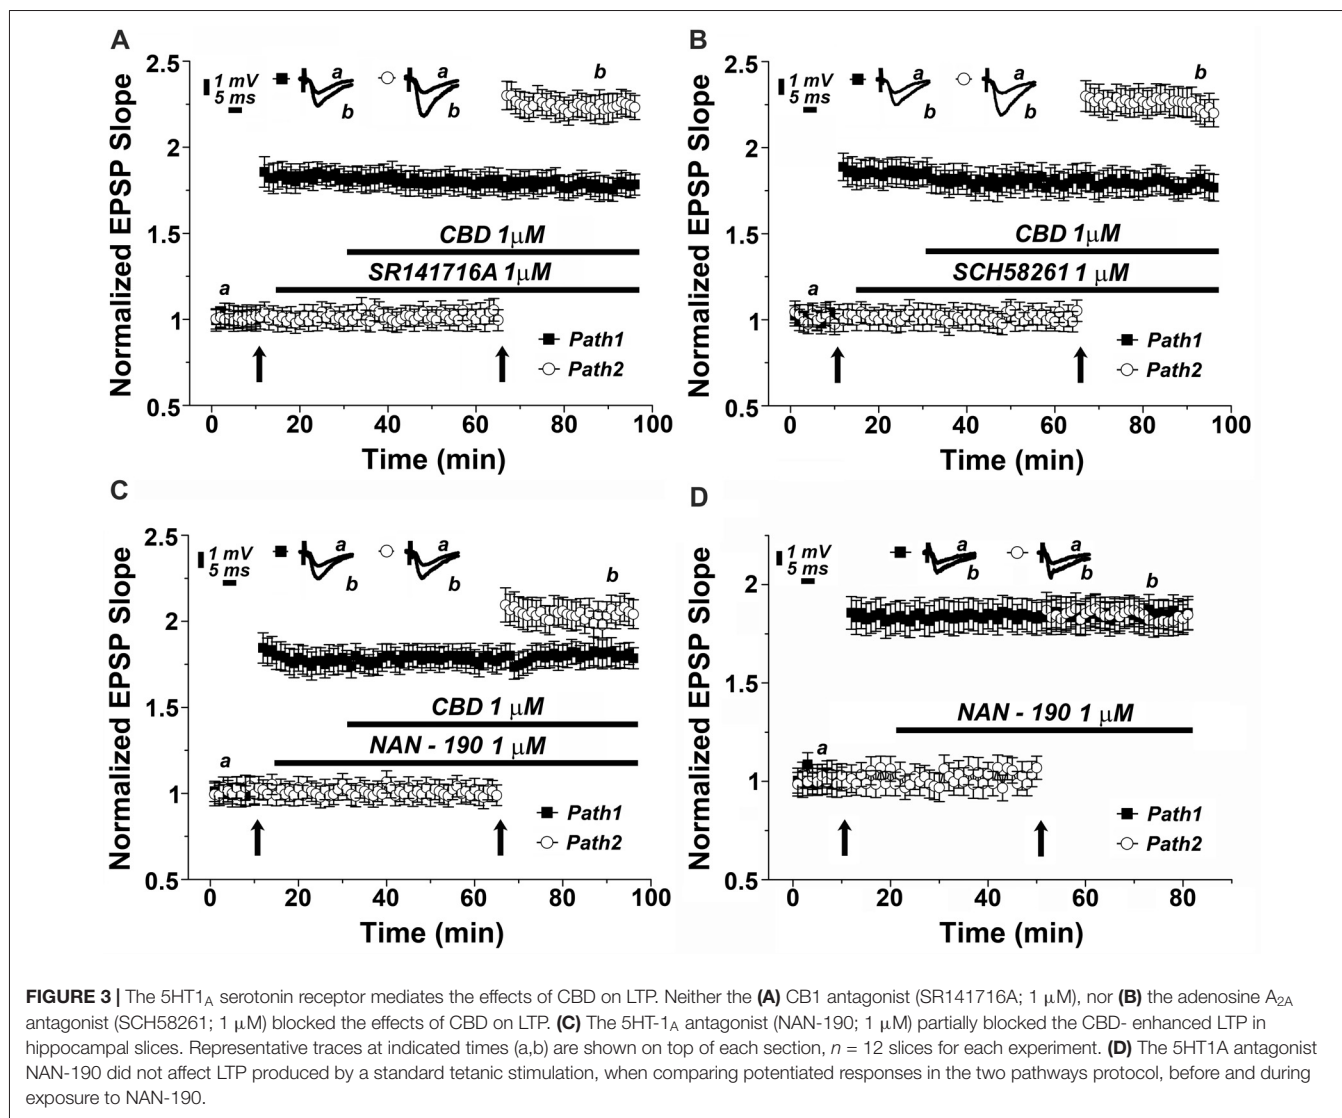 A
2.5
2
1.5
1
0.5
Normalized EPSP Slope
1 mV
5 ms
a
b
a
b
b
CBD 1µM
SR141716A 1µM
a
Path1
Path2
0 20 40 60 80 100
Time (min)
B
2.5
2
1.5
1
0.5
Normalized EPSP Slope
1 mV
5 ms
a
b
a
b
b
CBD 1µM
SCH58261 1 µM
a
Path1
Path2
0 20 40 60 80 100
Time (min)
C
2.5
2
1.5
1
0.5
Normalized EPSP Slope
1 mV
5 ms
a
b
a
b
b
CBD 1 µM
NAN - 190 1 µM
a
Path1
Path2
0 20 40 60 80 100
Time (min)
D
2
1.5
1
0.5
Normalized EPSP Slope
1 mV
5 ms
a
b
a
b
b
NAN - 190 1 µM
a
Path1
Path2
0 20 40 60 80
Time (min)
FIGURE 3 | The 5HT1A serotonin receptor mediates the effects of CBD on LTP. Neither the (A) CB1 antagonist (SR141716A; 1 µM), nor (B) the adenosine A2A
antagonist (SCH58261; 1 µM) blocked the effects of CBD on LTP. (C) The 5HT-1A antagonist (NAN-190; 1 µM) partially blocked the CBD- enhanced LTP in
hippocampal slices. Representative traces at indicated times (a,b) are shown on top of each section, n = 12 slices for each experiment. (D) The 5HT1A antagonist
NAN-190 did not affect LTP produced by a standard tetanic stimulation, when comparing potentiated responses in the two pathways protocol, before and during
exposure to NAN-190.